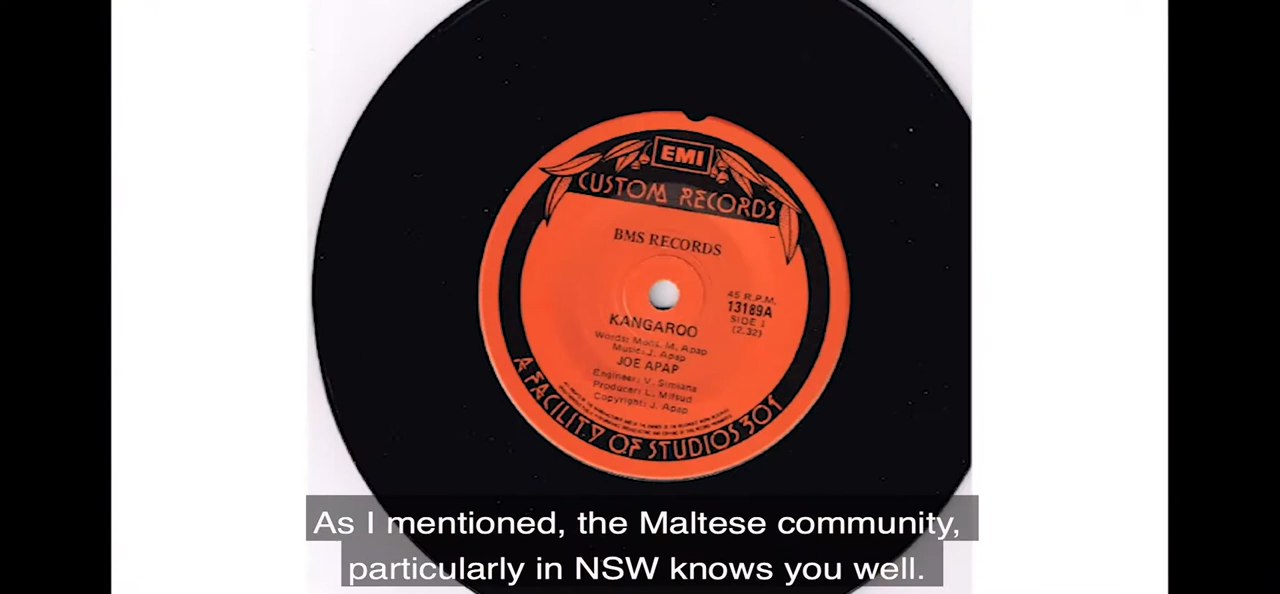 EMI
CUSTOM RECORDS
BMS RECORDS
45 R.P.M.
13189A
SIDE 1
(2.32)
KANGAROO
Words: Mons. M. Apap
Music: J. Apap
JOE APAP
Engineer: V. Simiana
Producer: L. Mifsud
Copyright: J. Apap
A FACILITY OF STUDIOS 301
As I mentioned, the Maltese community,
particularly in NSW knows you well.